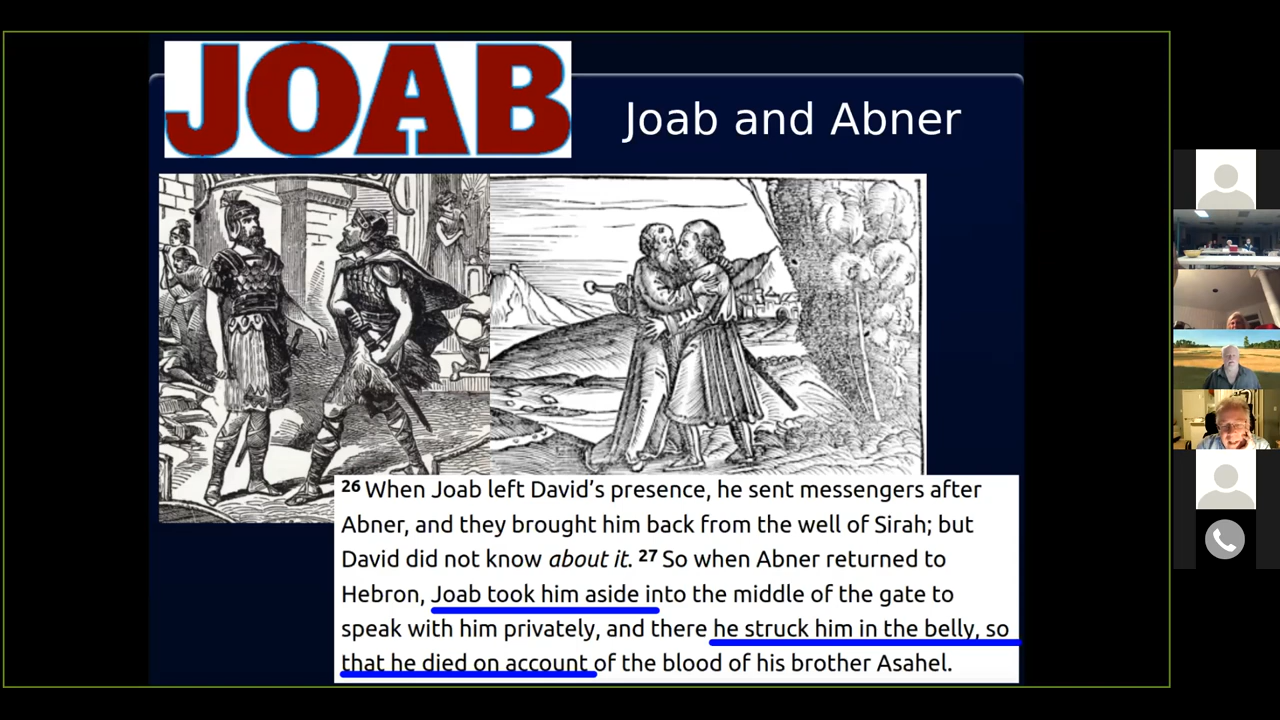 JOAB
Joab and Abner
26 When Joab left David’s presence, he sent messengers after
Abner, and they brought him back from the well of Sirah; but
David did not know about it. 27 So when Abner returned to
Hebron, Joab took him aside into the middle of the gate to
speak with him privately, and there he struck him in the belly, so
that he died on account of the blood of his brother Asahel.